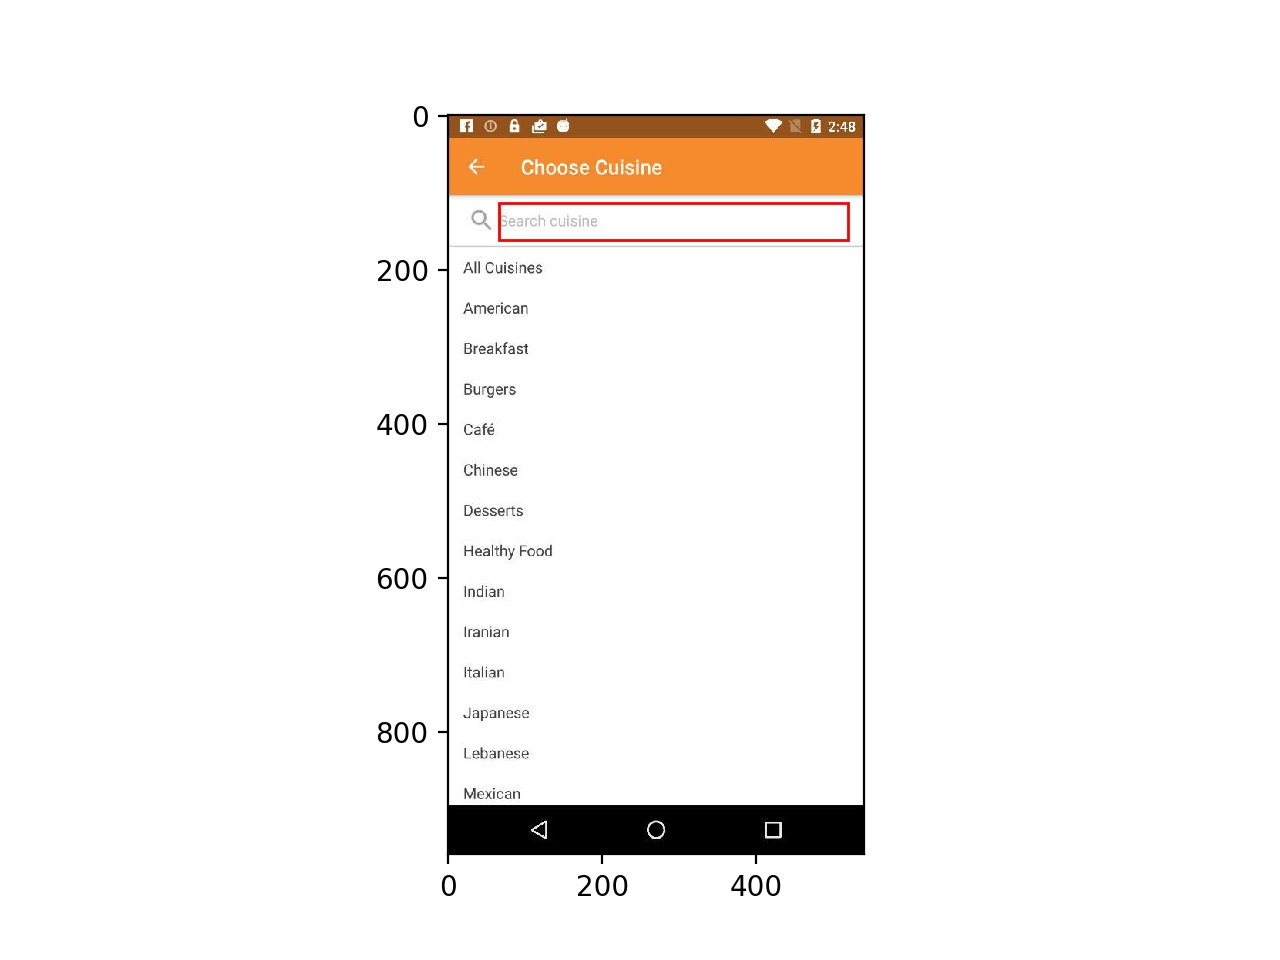 0
2:48
Choose Cuisine
Search cuisine
200
All Cuisines
American
Breakfast
Burgers
400
Café
Chinese
Desserts
Healthy Food
600
Indian
Iranian
Italian
Japanese
800
Lebanese
Mexican
0 200 400